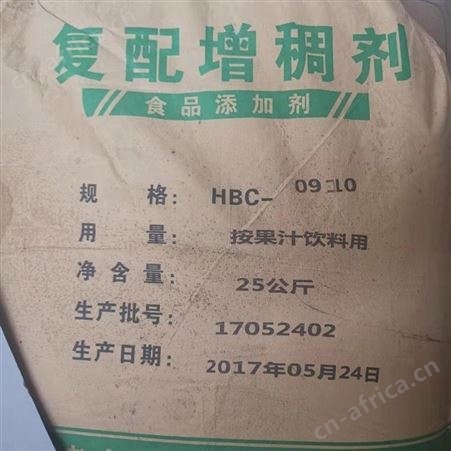 复配增稠剂
食品添加剂
规 格: HBC- 09 10
用 量: 按果汁饮料用
净 含 量: 25公斤
生产批号: 17052402
生产日期: 2017年05月24日
cn-africa.cn